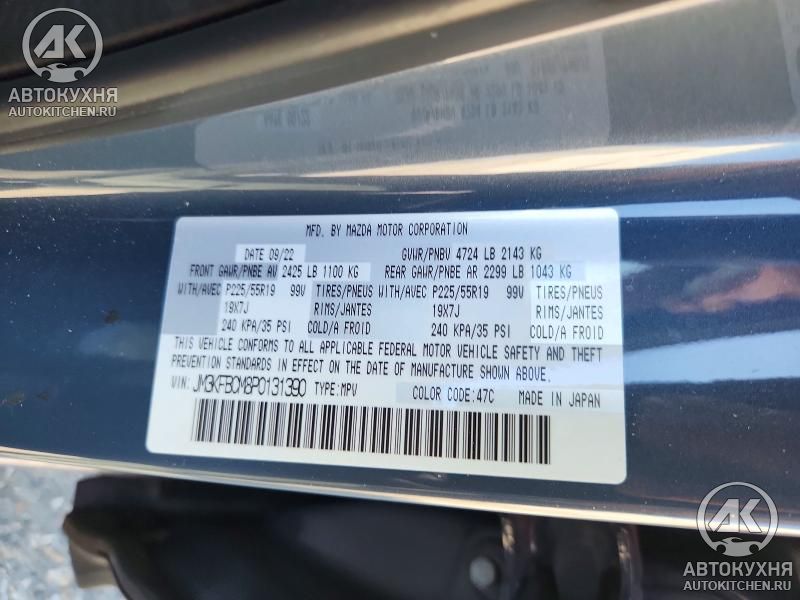 AK
АВТОКУХНЯ
AUTOKITCHEN.RU
MFD. BY MAZDA MOTOR CORPORATION
DATE 09/22 GVWR/PNBV 4724 LB 2143 KG
FRONT GAWR/PNBE AV 2425 LB 1100 KG REAR GAWR/PNBE AR 2299 LB 1043 KG
WITH/AVEC P225/55R19 99V TIRES/PNEUS WITH/AVEC P225/55R19 99V TIRES/PNEUS
19X7J RIMS/JANTES 19X7J RIMS/JANTES
240 KPA/35 PSI COLD/A FROID 240 KPA/35 PSI COLD/A FROID
THIS VEHICLE CONFORMS TO ALL APPLICABLE FEDERAL MOTOR VEHICLE SAFETY AND THEFT
PREVENTION STANDARDS IN EFFECT ON THE DATE OF MANUFACTURE SHOWN ABOVE.
VIN: JM3KFBCM8P0131390 TYPE:MPV COLOR CODE:47C MADE IN JAPAN
AK
АВТОКУХНЯ
AUTOKITCHEN.RU